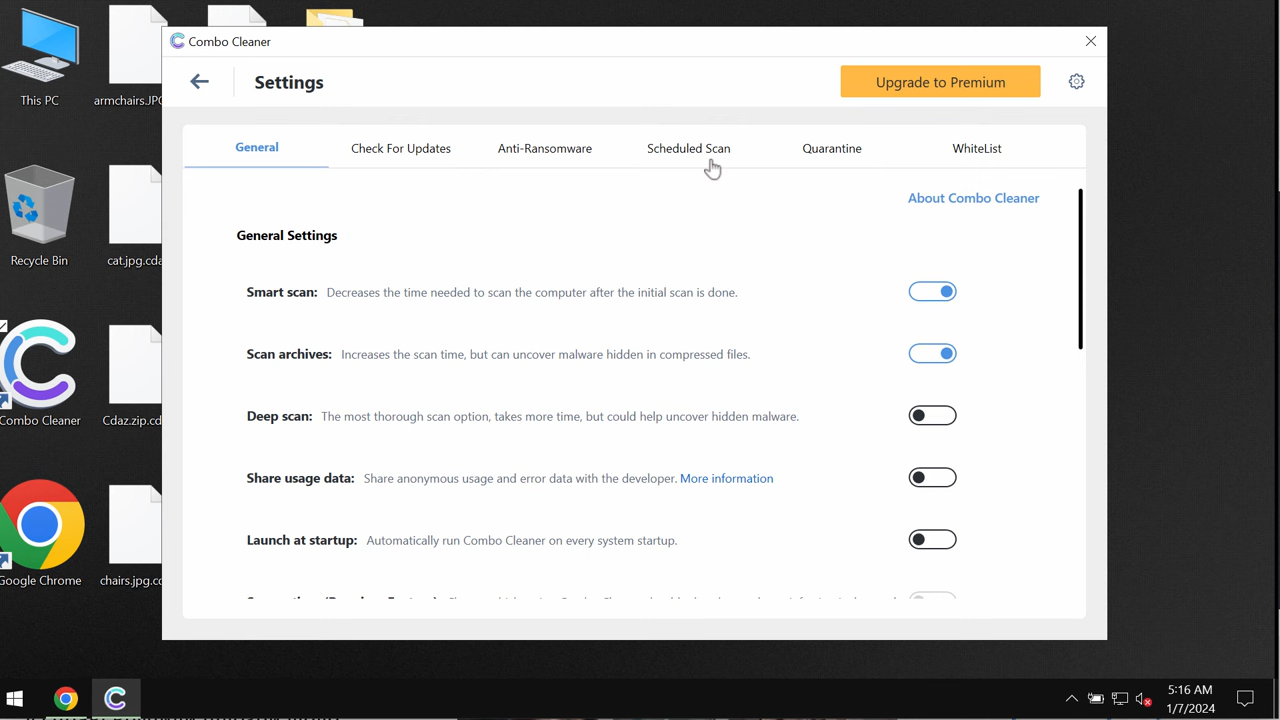 Combo Cleaner
Settings
Upgrade to Premium
General
Check For Updates
Anti-Ransomware
Scheduled Scan
Quarantine
WhiteList
About Combo Cleaner
General Settings
Smart scan: Decreases the time needed to scan the computer after the initial scan is done.
Scan archives: Increases the scan time, but can uncover malware hidden in compressed files.
Deep scan: The most thorough scan option, takes more time, but could help uncover hidden malware.
Share usage data: Share anonymous usage and error data with the developer. More information
Launch at startup: Automatically run Combo Cleaner on every system startup.
This PC
armchairs.JPG
Recycle Bin
cat.jpg.cda
Combo Cleaner
Cdaz.zip.cd
Google Chrome
chairs.jpg.cd
5:16 AM
1/7/2024